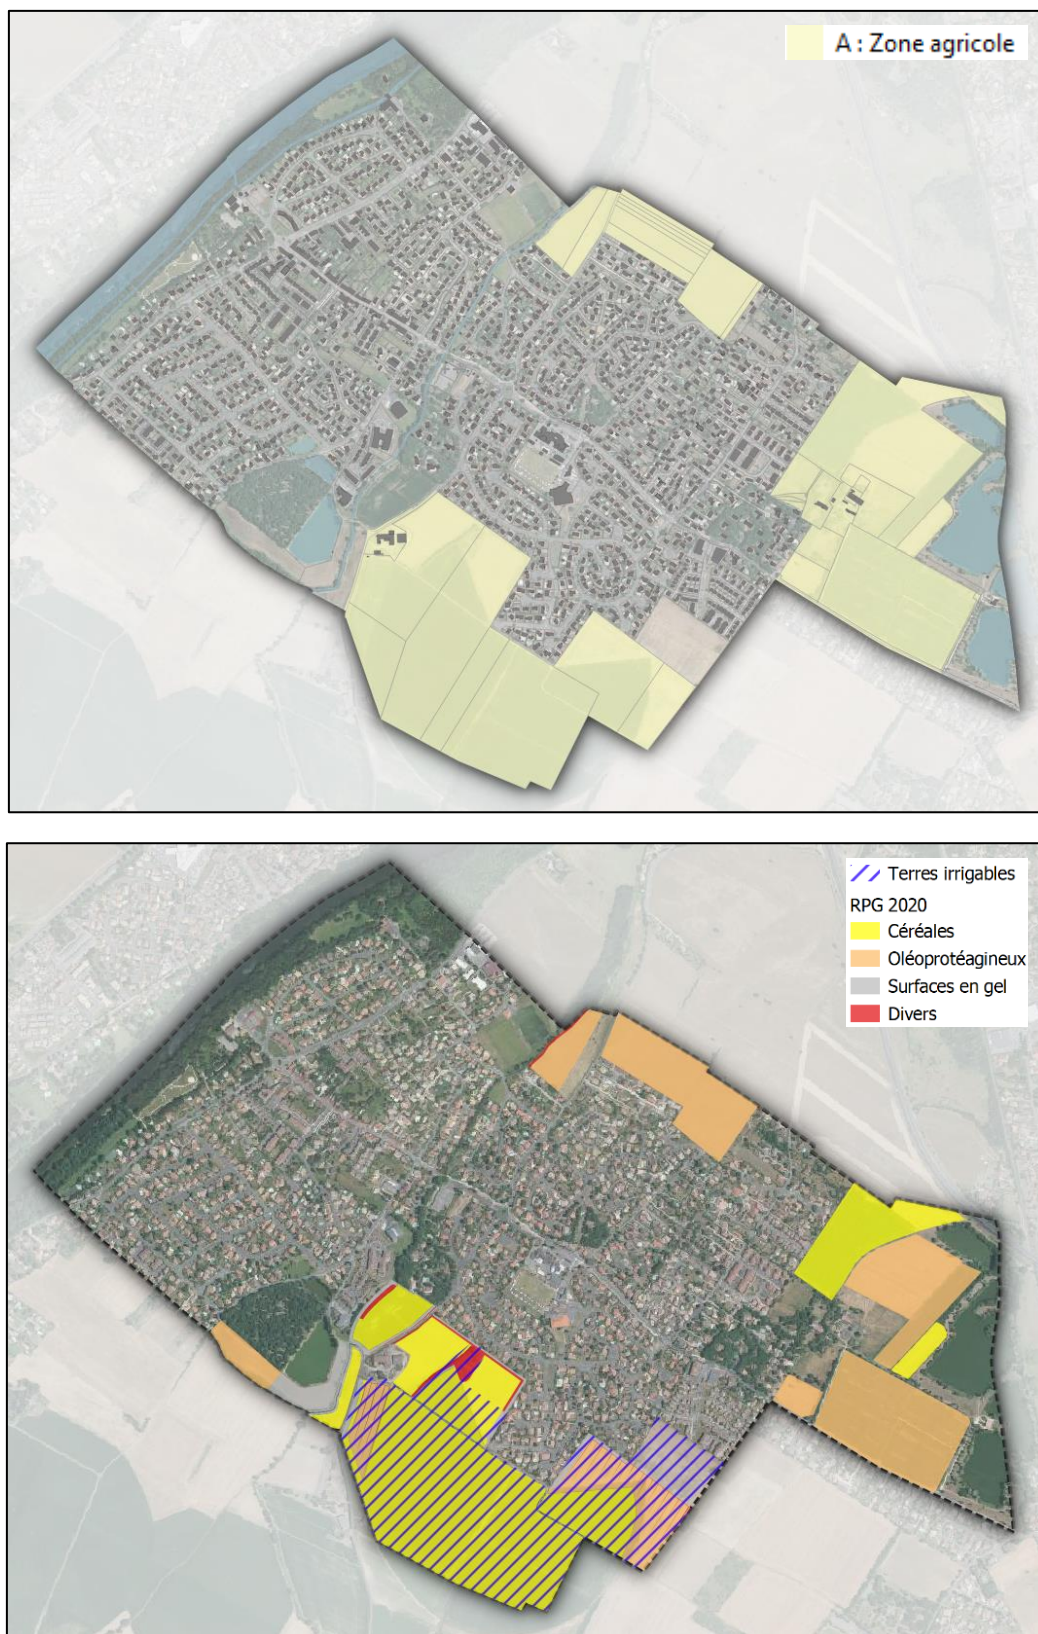 A : Zone agricole
Terres irrigables
RPG 2020
Céréales
Oléoprotéagineux
Surfaces en gel
Divers